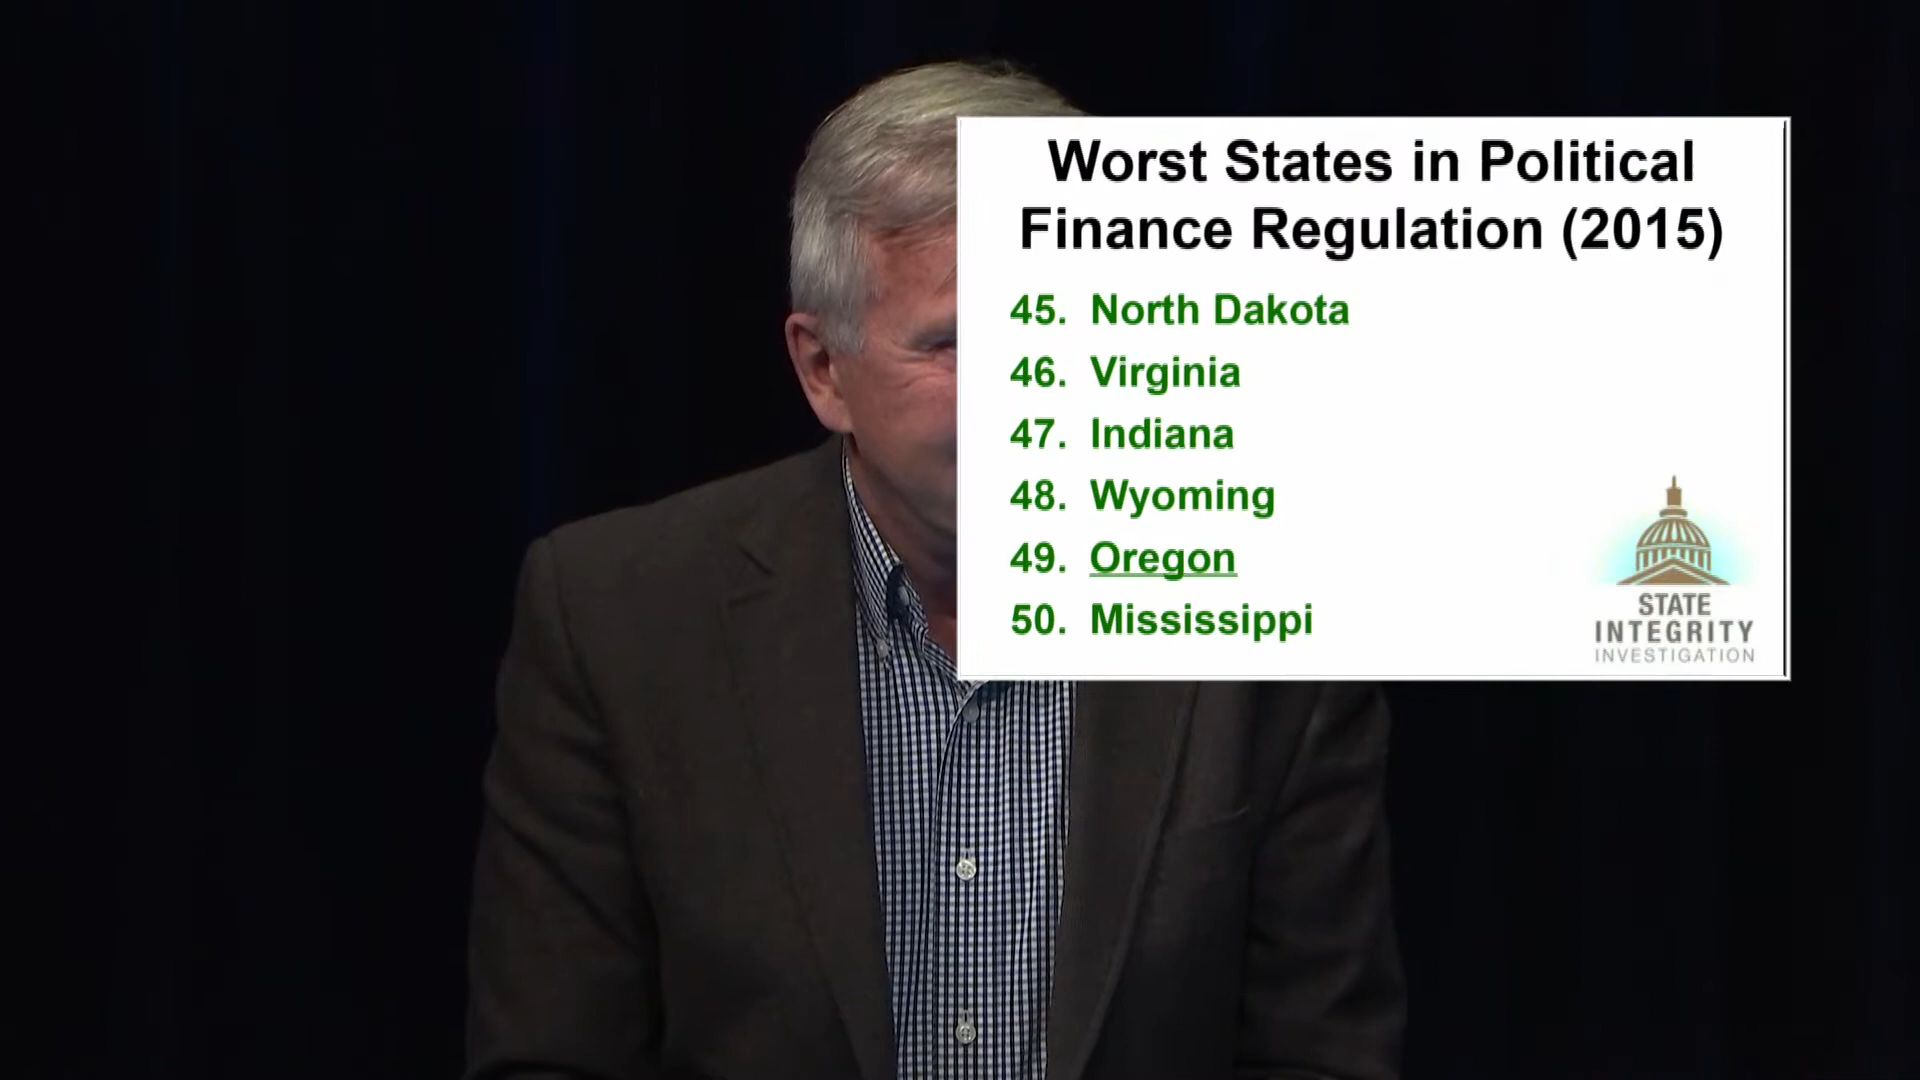 Worst States in Political
Finance Regulation (2015)
45. North Dakota
46. Virginia
47. Indiana
48. Wyoming
49. Oregon
50. Mississippi
STATE
INTEGRITY
INVESTIGATION